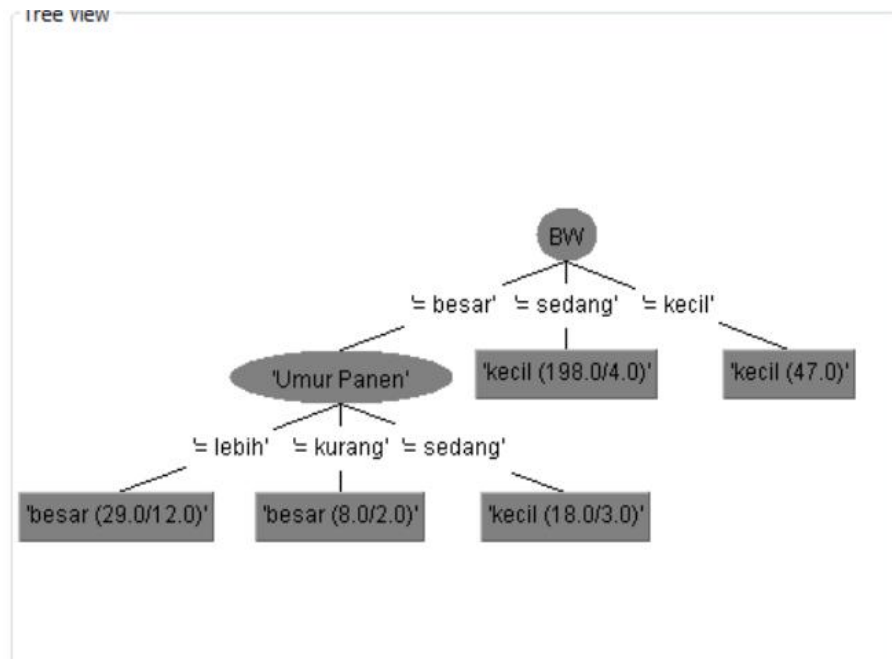 Tree View
BW
'= besar' '= sedang' '= kecil'
'Umur Panen' 'kecil (198.0/4.0)' 'kecil (47.0)'
'= lebih' '= kurang' '= sedang'
'besar (29.0/12.0)' 'besar (8.0/2.0)' 'kecil (18.0/3.0)'